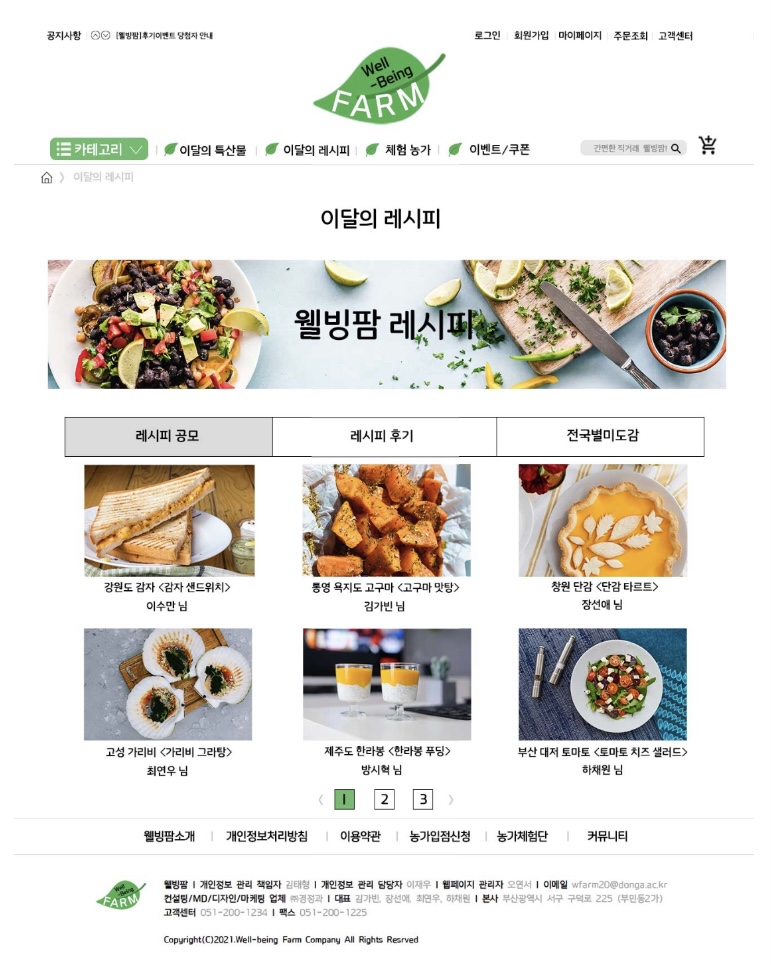 공지사항 [웰빙팜]후기이벤트 당첨자 안내 로그인 회원가입 마이페이지 주문조회 고객센터
Well
-Being
FARM
카테고리 이달의 특산물 이달의 레시피 체험 농가 이벤트/쿠폰 간편한 직거래 웰빙팜!
이달의 레시피
이달의 레시피
웰빙팜 레시피
레시피 공모 레시피 후기 전국별미도감
강원도 감자 <감자 샌드위치> 통영 욕지도 고구마 <고구마 맛탕> 창원 단감 <단감 타르트>
이수만 님 김가빈 님 장선애 님
고성 가리비 <가리비 그라탕> 제주도 한라봉 <한라봉 푸딩> 부산 대저 토마토 <토마토 치즈 샐러드>
최연우 님 방시혁 님 하채원 님
1 2 3
웰빙팜소개 | 개인정보처리방침 | 이용약관 | 농가입점신청 | 농가체험단 | 커뮤니티
Well
-Being
FARM
웰빙팜 I 개인정보 관리 책임자 김태형 I 개인정보 관리 담당자 이재우 I 웹페이지 관리자 오연서 I 이메일 wfarm20@donga.ac.kr
컨설팅/MD/디자인/마케팅 업체 ㈜경정과 I 대표 김가빈, 장선애, 최연우, 하채원 I 본사 부산광역시 서구 구덕로 225 (부민동2가)
고객센터 051-200-1234 I 팩스 051-200-1225
Copyright(C)2021.Well-being Farm Company All Rights Resrved